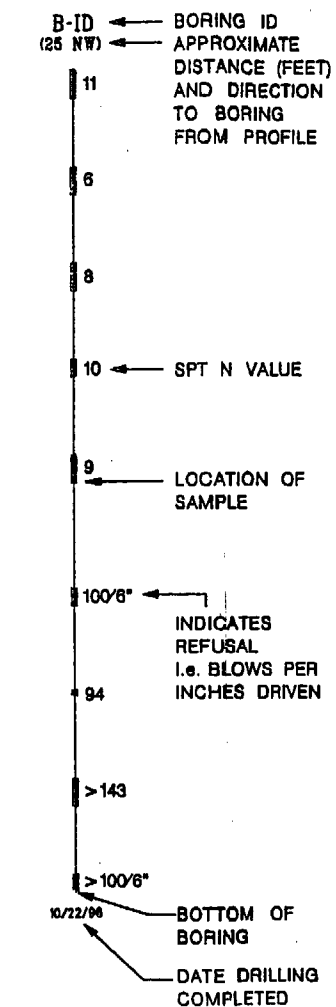 B-ID
BORING ID
(25 NW)
APPROXIMATE
DISTANCE (FEET)
AND DIRECTION
TO BORING
FROM PROFILE
11
6
8
10
SPT N VALUE
9
LOCATION OF
SAMPLE
100/6"
INDICATES
REFUSAL
I.e. BLOWS PER
INCHES DRIVEN
94
>143
>100/6"
10/22/96
BOTTOM OF
BORING
DATE DRILLING
COMPLETED